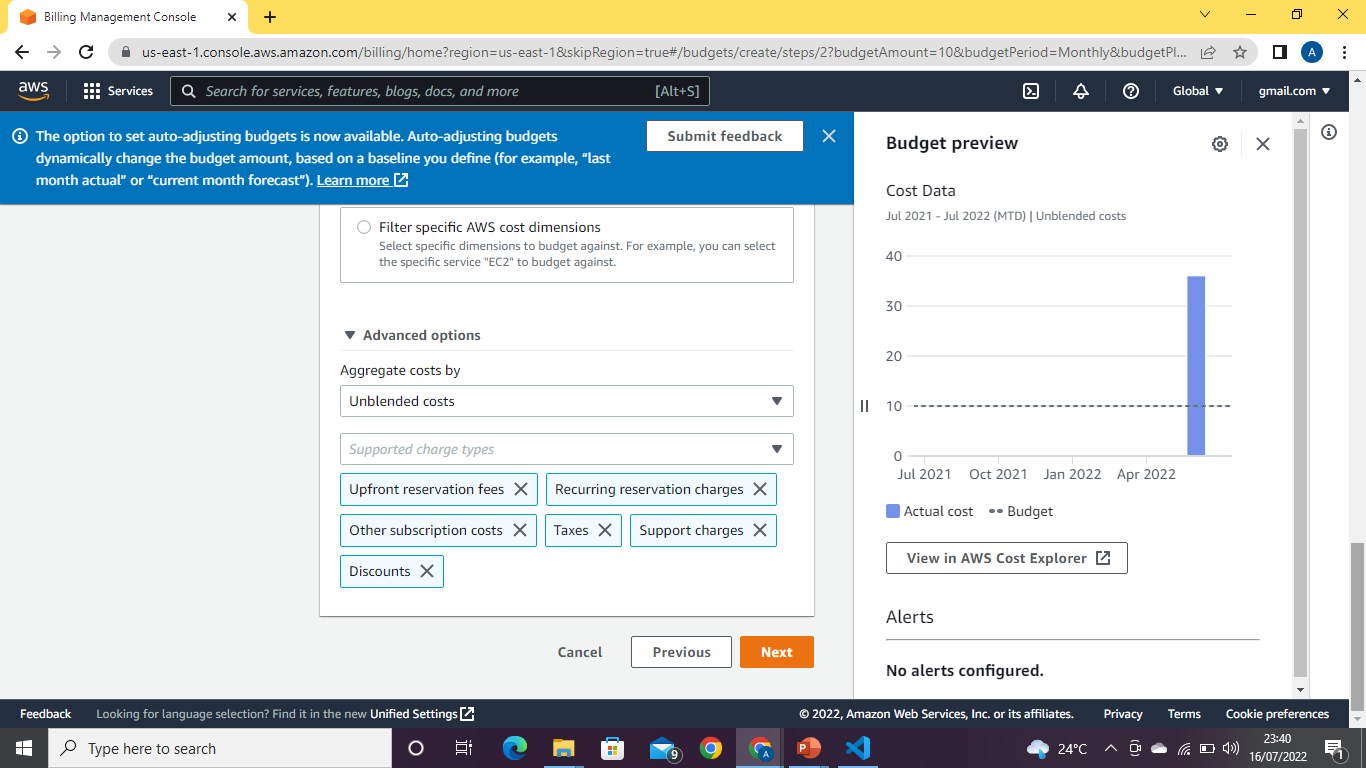 Billing Management Console
us-east-1.console.aws.amazon.com/billing/home?region=us-east-1&skipRegion=true#/budgets/create/steps/2?budgetAmount=10&budgetPeriod=Monthly&budgetPl...
A
aws
Services
Search for services, features, blogs, docs, and more
[Alt+S]
Global
gmail.com
The option to set auto-adjusting budgets is now available. Auto-adjusting budgets
dynamically change the budget amount, based on a baseline you define (for example, “last
month actual” or “current month forecast”). Learn more
Submit feedback
Filter specific AWS cost dimensions
Select specific dimensions to budget against. For example, you can select
the specific service "EC2" to budget against.
Advanced options
Aggregate costs by
Unblended costs
Supported charge types
Upfront reservation fees
Recurring reservation charges
Other subscription costs
Taxes
Support charges
Discounts
Cancel
Previous
Next
Budget preview
Cost Data
Jul 2021 - Jul 2022 (MTD) | Unblended costs
40
30
20
10
0
Jul 2021
Oct 2021
Jan 2022
Apr 2022
Actual cost
Budget
View in AWS Cost Explorer
Alerts
No alerts configured.
Feedback
Looking for language selection? Find it in the new Unified Settings
© 2022, Amazon Web Services, Inc. or its affiliates.
Privacy
Terms
Cookie preferences
Type here to search
9
A
P
24°C
23:40
16/07/2022
1